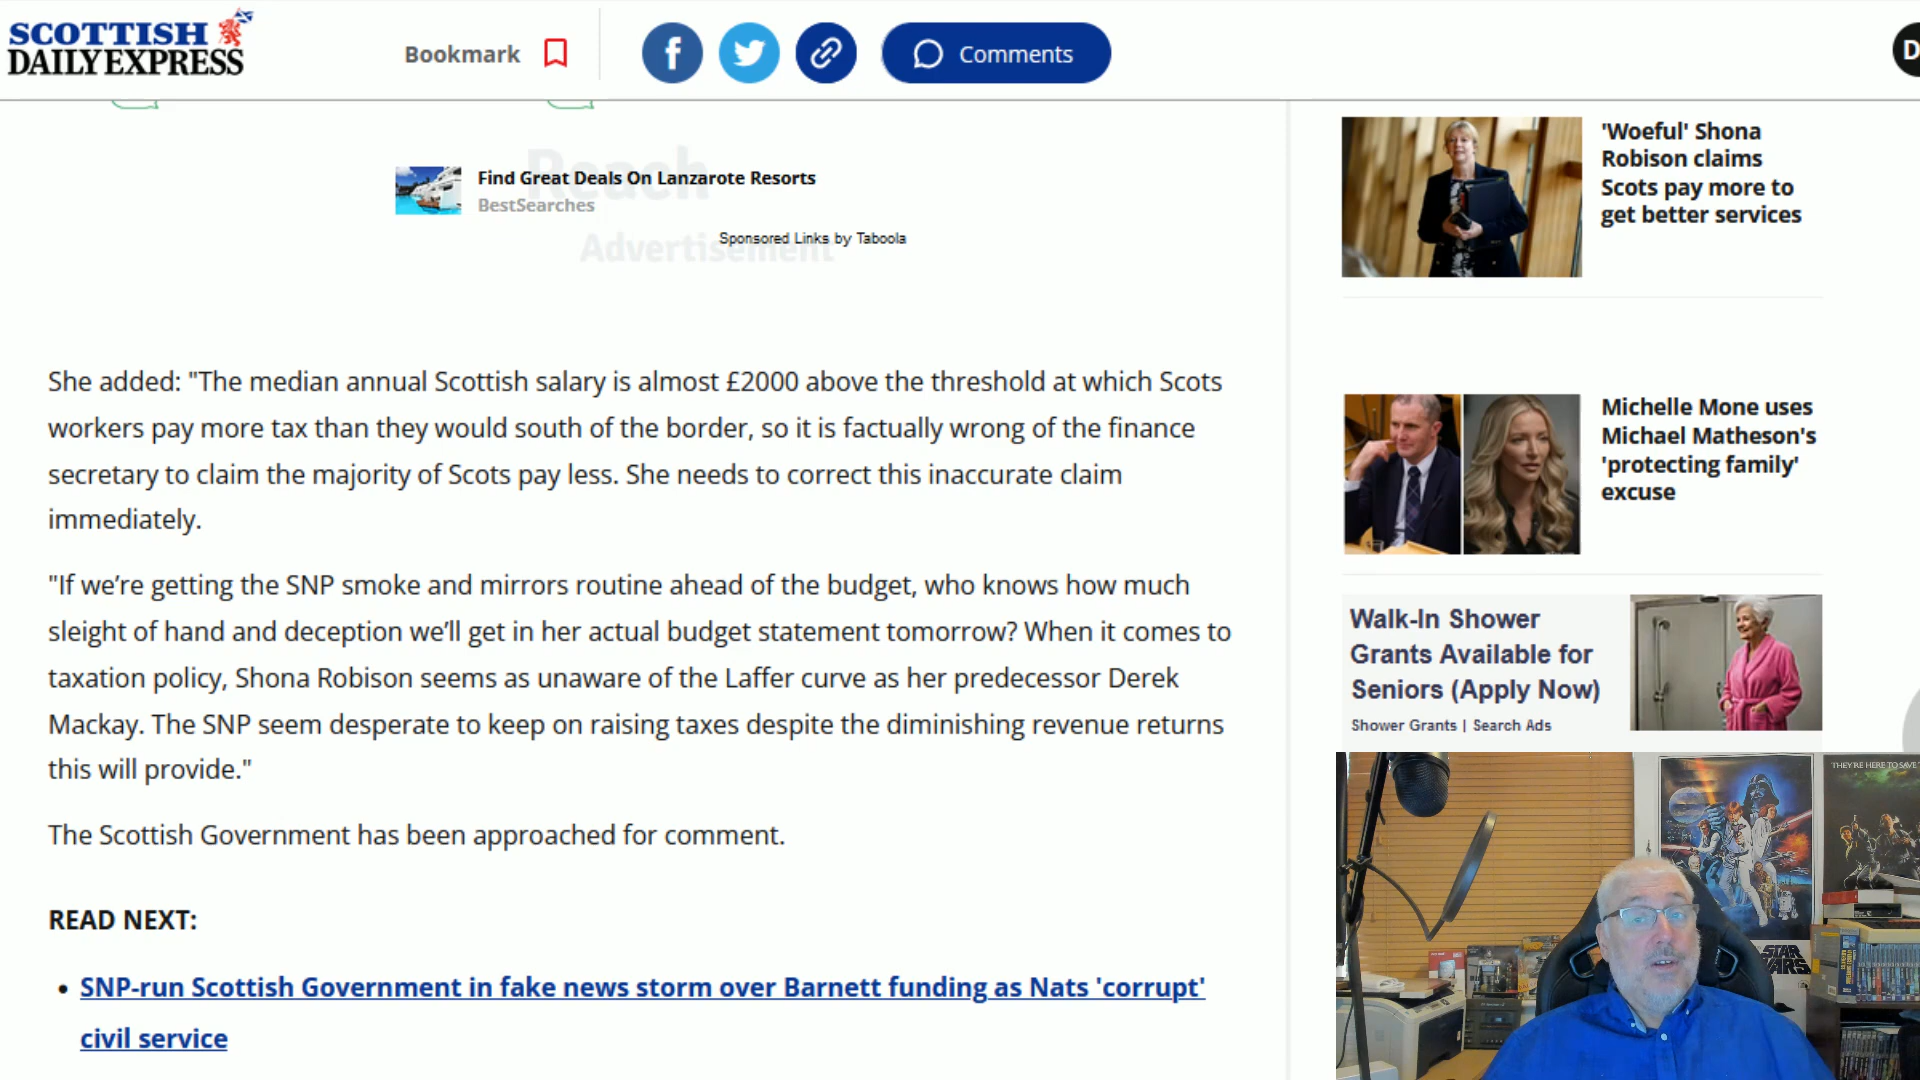 SCOTTISH
DAILY EXPRESS
Bookmark
Comments
D
Reach
Find Great Deals On Lanzarote Resorts
BestSearches
Advertisement
Sponsored Links by Taboola
She added: "The median annual Scottish salary is almost £2000 above the threshold at which Scots
workers pay more tax than they would south of the border, so it is factually wrong of the finance
secretary to claim the majority of Scots pay less. She needs to correct this inaccurate claim
immediately.
"If we’re getting the SNP smoke and mirrors routine ahead of the budget, who knows how much
sleight of hand and deception we’ll get in her actual budget statement tomorrow? When it comes to
taxation policy, Shona Robison seems as unaware of the Laffer curve as her predecessor Derek
Mackay. The SNP seem desperate to keep on raising taxes despite the diminishing revenue returns
this will provide."
The Scottish Government has been approached for comment.
READ NEXT:
SNP-run Scottish Government in fake news storm over Barnett funding as Nats 'corrupt'
civil service
'Woeful' Shona
Robison claims
Scots pay more to
get better services
Michelle Mone uses
Michael Matheson's
'protecting family'
excuse
Walk-In Shower
Grants Available for
Seniors (Apply Now)
Shower Grants | Search Ads
THEY'RE HERE TO SAVE
STAR
WARS